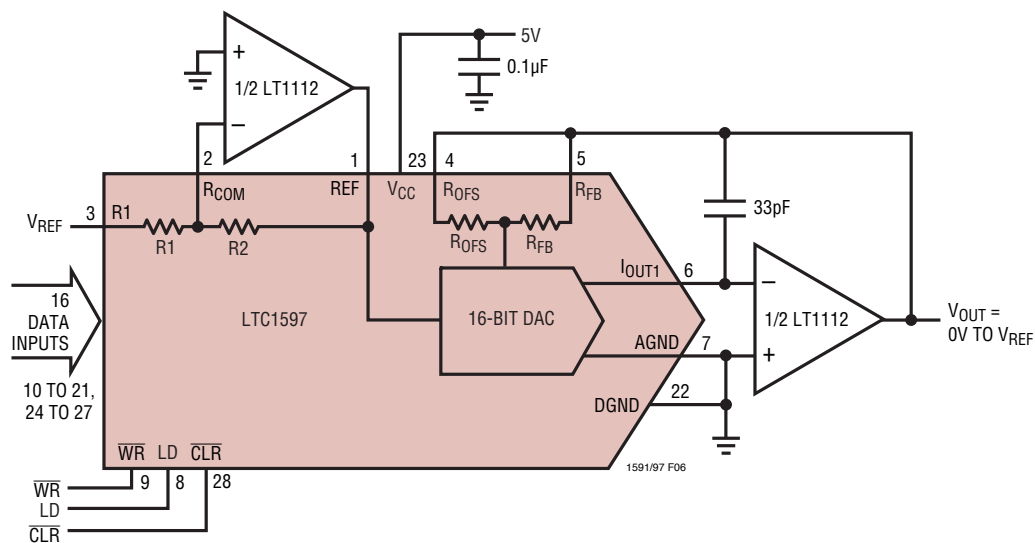 5V
0.1µF
+
1/2 LT1112
–
2
1
23
4
5
RCOM
REF
VCC
ROFS
RFB
33pF
VREF
3
R1
R1
R2
ROFS
RFB
IOUT1
6
–
16
DATA
INPUTS
LTC1597
16-BIT DAC
1/2 LT1112
VOUT =
0V TO VREF
AGND
7
+
10 TO 21,
24 TO 27
DGND
22
WR
LD
CLR
1591/97 F06
9
8
28
WR
LD
CLR